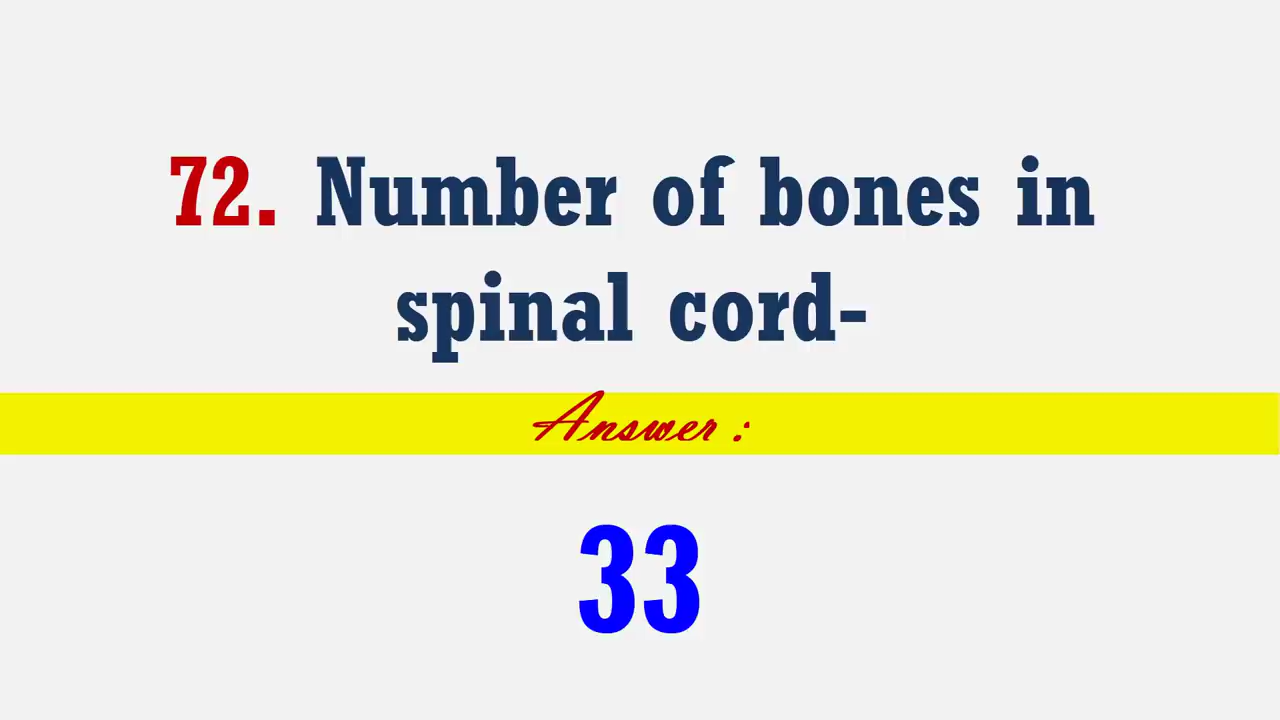 72. Number of bones in
spinal cord-
Answer :
33